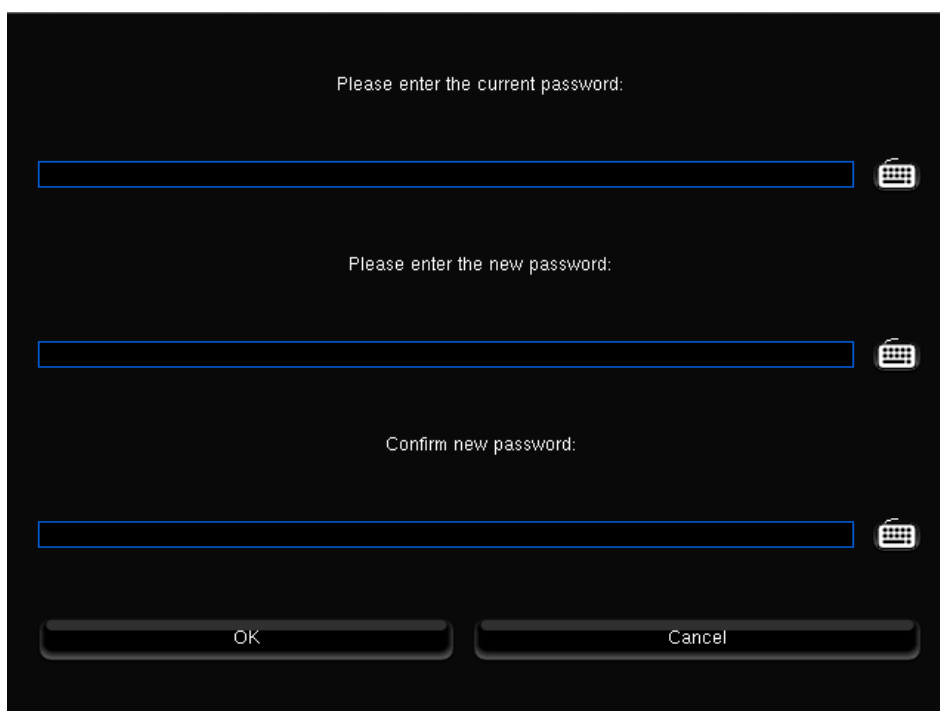 Please enter the current password:
Please enter the new password:
Confirm new password:
OK
Cancel